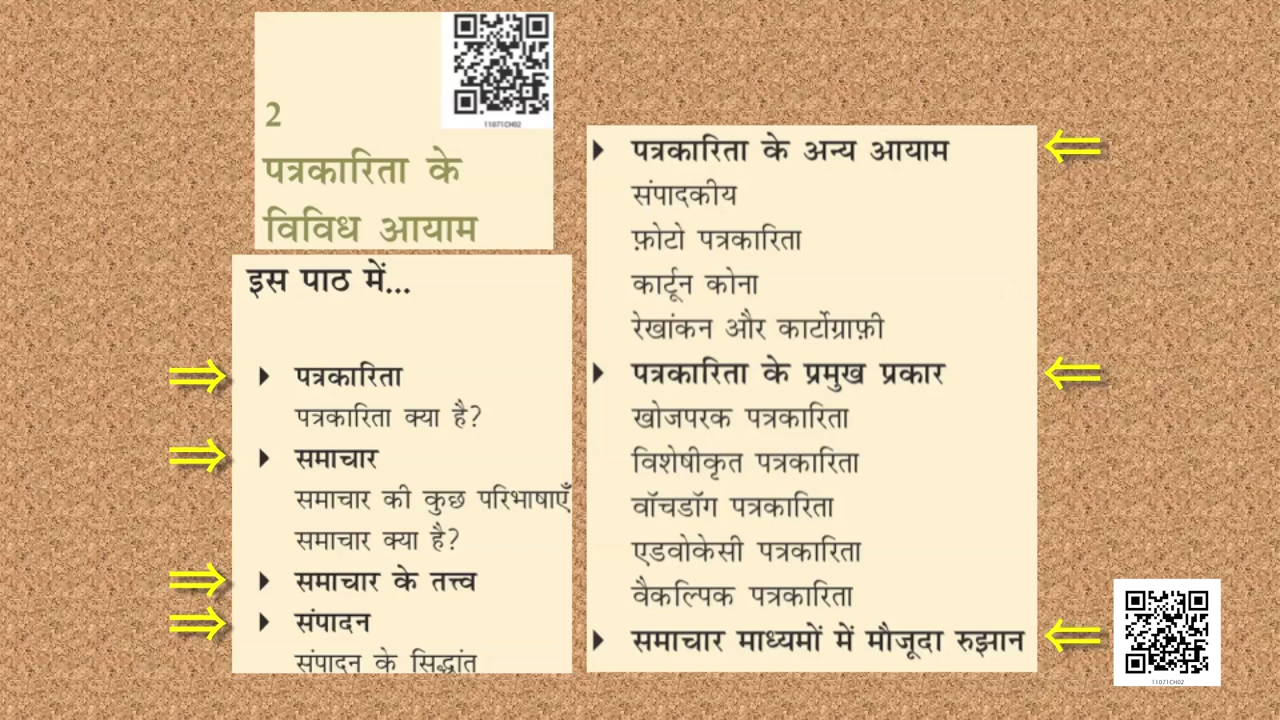 2
11071CH02
पत्रकारिता के
विविध आयाम
इस पाठ में...
पत्रकारिता
पत्रकारिता क्या है?
समाचार
समाचार की कुछ परिभाषाएँ
समाचार क्या है?
समाचार के तत्त्व
संपादन
संपादन के सिद्धांत
पत्रकारिता के अन्य आयाम
संपादकीय
फ़ोटो पत्रकारिता
कार्टून कोना
रेखांकन और कार्टोग्राफ़ी
पत्रकारिता के प्रमुख प्रकार
खोजपरक पत्रकारिता
विशेषीकृत पत्रकारिता
वॉचडॉग पत्रकारिता
एडवोकेसी पत्रकारिता
वैकल्पिक पत्रकारिता
समाचार माध्यमों में मौजूदा रुझान
11071CH02